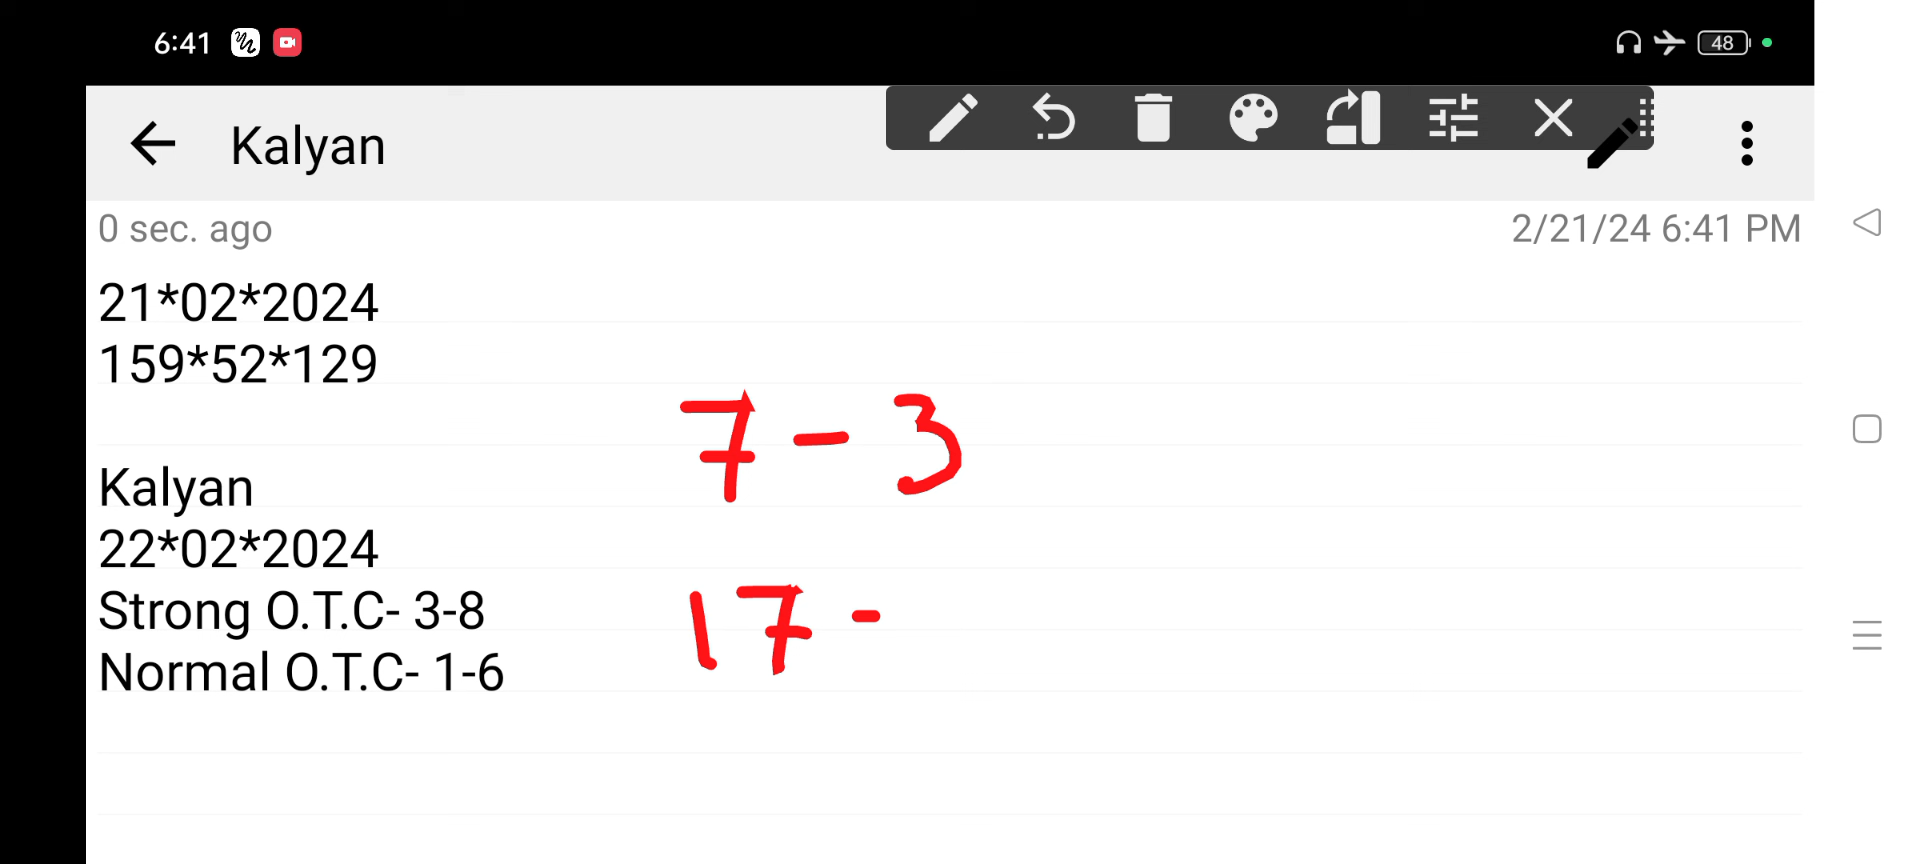 6:41
48
Kalyan
0 sec. ago
2/21/24 6:41 PM
21*02*2024
159*52*129
7-3
Kalyan
22*02*2024
Strong O.T.C- 3-8
17-
Normal O.T.C- 1-6